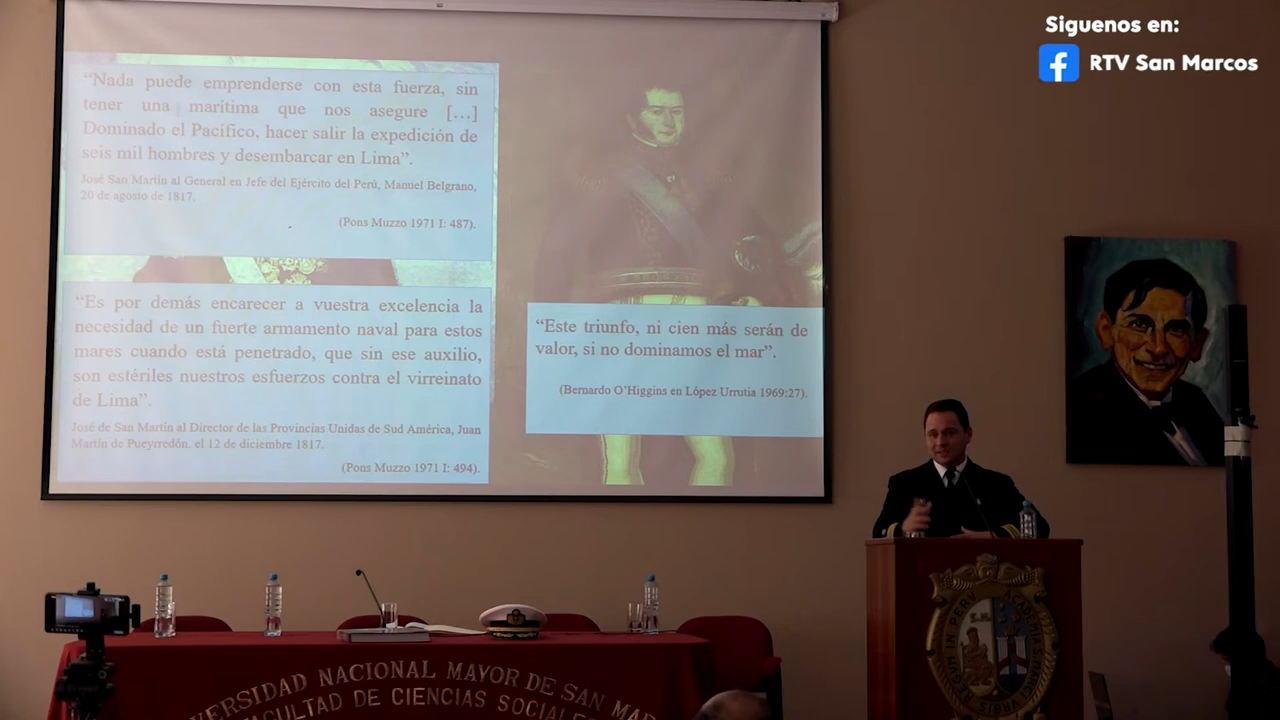 Siguenos en:
RTV San Marcos
“Nada puede emprenderse con esta fuerza, sin
tener una marítima que nos asegure […]
Dominado el Pacífico, hacer salir la expedición de
seis mil hombres y desembarcar en Lima”.
José San Martín al General en Jefe del Ejército del Perú, Manuel Belgrano,
20 de agosto de 1817.
(Pons Muzzo 1971 I: 487).
“Es por demás encarecer a vuestra excelencia la
necesidad de un fuerte armamento naval para estos
mares cuando está penetrado, que sin ese auxilio,
son estériles nuestros esfuerzos contra el virreinato
de Lima”.
José de San Martín al Director de las Provincias Unidas de Sud América, Juan
Martín de Pueyrredón. el 12 de diciembre 1817.
(Pons Muzzo 1971 I: 494).
“Este triunfo, ni cien más serán de
valor, si no dominamos el mar”.
(Bernardo O’Higgins en López Urrutia 1969:27).
VERSIDAD NACIONAL MAYOR DE SAN MAR
FACULTAD DE CIENCIAS SOCIALES